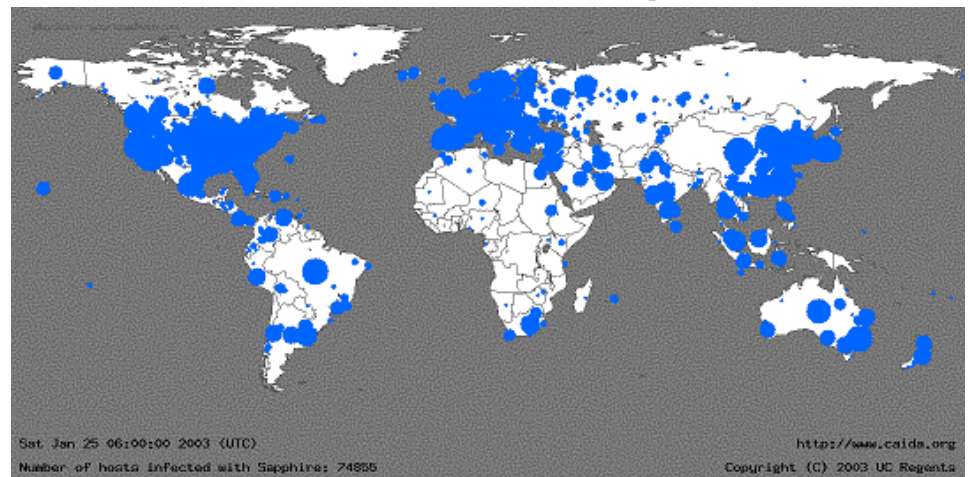 Sat Jan 25 06:00:00 2003 (UTC)
http://www.caida.org
Number of hosts infected with Sapphire: 74855
Copyright (C) 2003 UC Regents